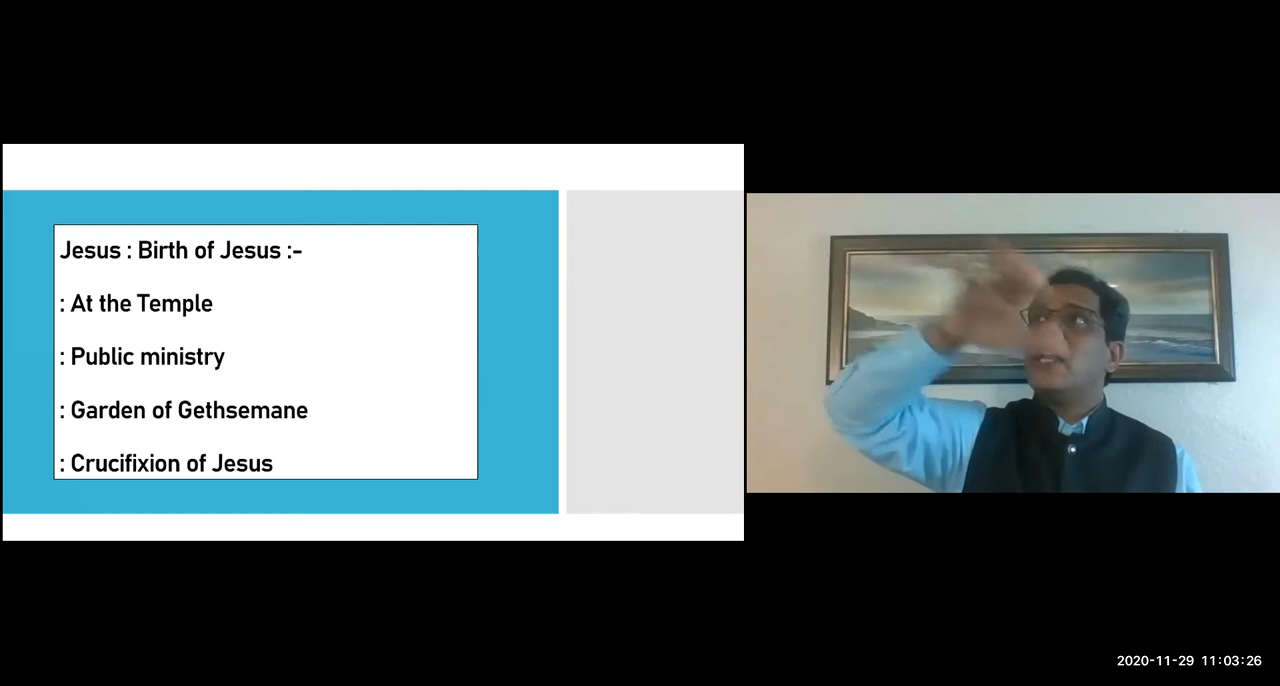 Jesus : Birth of Jesus :-
: At the Temple
: Public ministry
: Garden of Gethsemane
: Crucifixion of Jesus
2020-11-29 11:03:26